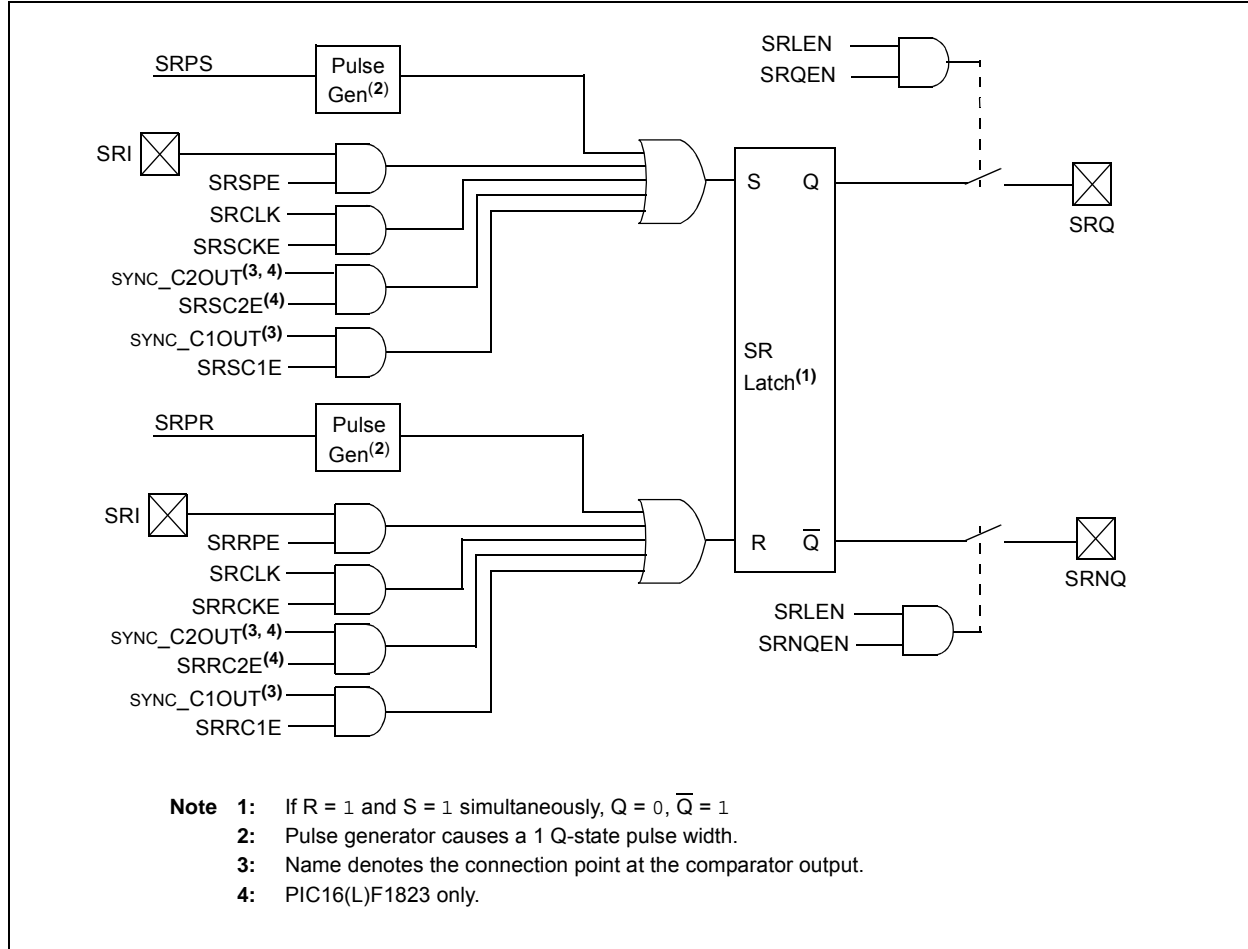 SRPS
Pulse
Gen(2)
SRI
SRSPE
SRCLK
SRSCKE
SYNC_C2OUT(3, 4)
SRSC2E(4)
SYNC_C1OUT(3)
SRSC1E
SRPR
Pulse
Gen(2)
SRI
SRRPE
SRCLK
SRRCKE
SYNC_C2OUT(3, 4)
SRRC2E(4)
SYNC_C1OUT(3)
SRRC1E
SRLEN
SRQEN
S Q
SR
Latch(1)
R Q̅
SRQ
SRNQ
SRLEN
SRNQEN
Note 1: If R = 1 and S = 1 simultaneously, Q = 0, Q̅ = 1
2: Pulse generator causes a 1 Q-state pulse width.
3: Name denotes the connection point at the comparator output.
4: PIC16(L)F1823 only.